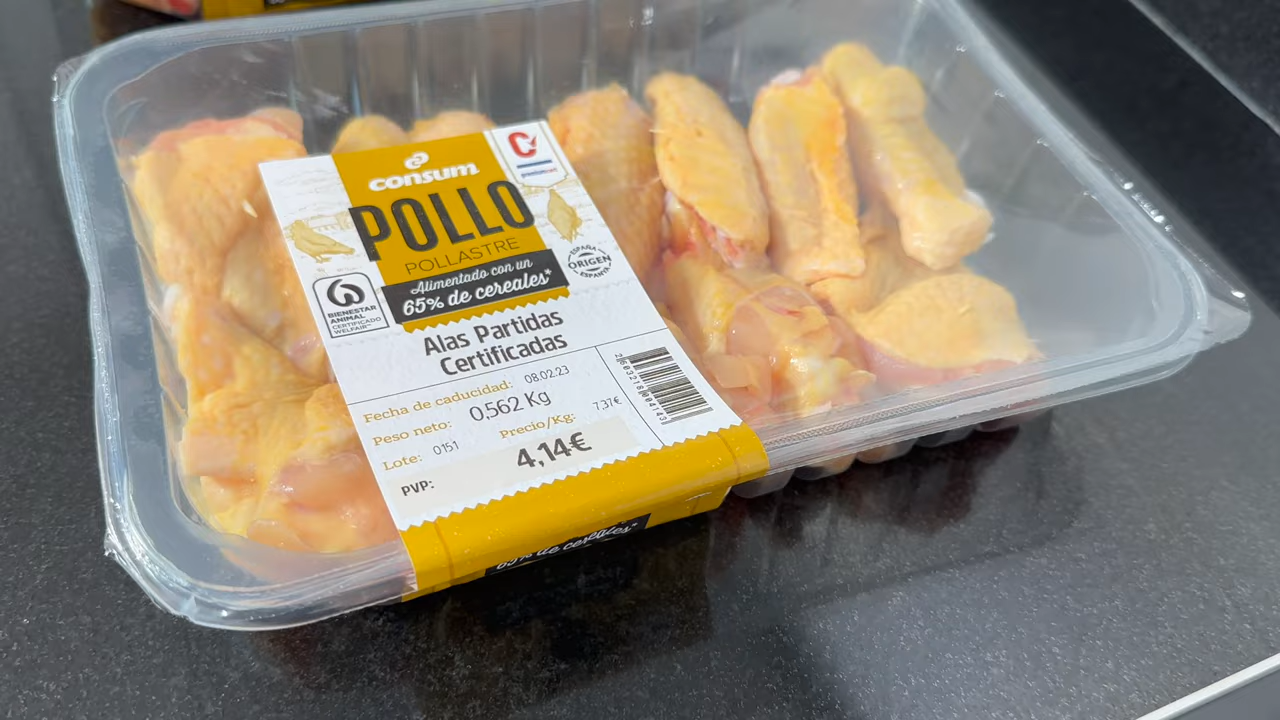 consum
POLLO
POLLASTRE
Alimentado con un
65% de cereales*
ESPAÑA
ORIGEN
ESPANYA
BIENESTAR
ANIMAL
CERTIFICADO
WELFAIR™
Alas Partidas
Certificadas
Fecha de caducidad: 08.02.23
Peso neto: 0,562 Kg
Lote: 0151 Precio/Kg: 7,37€
PVP: 4,14€
65% de cereales*